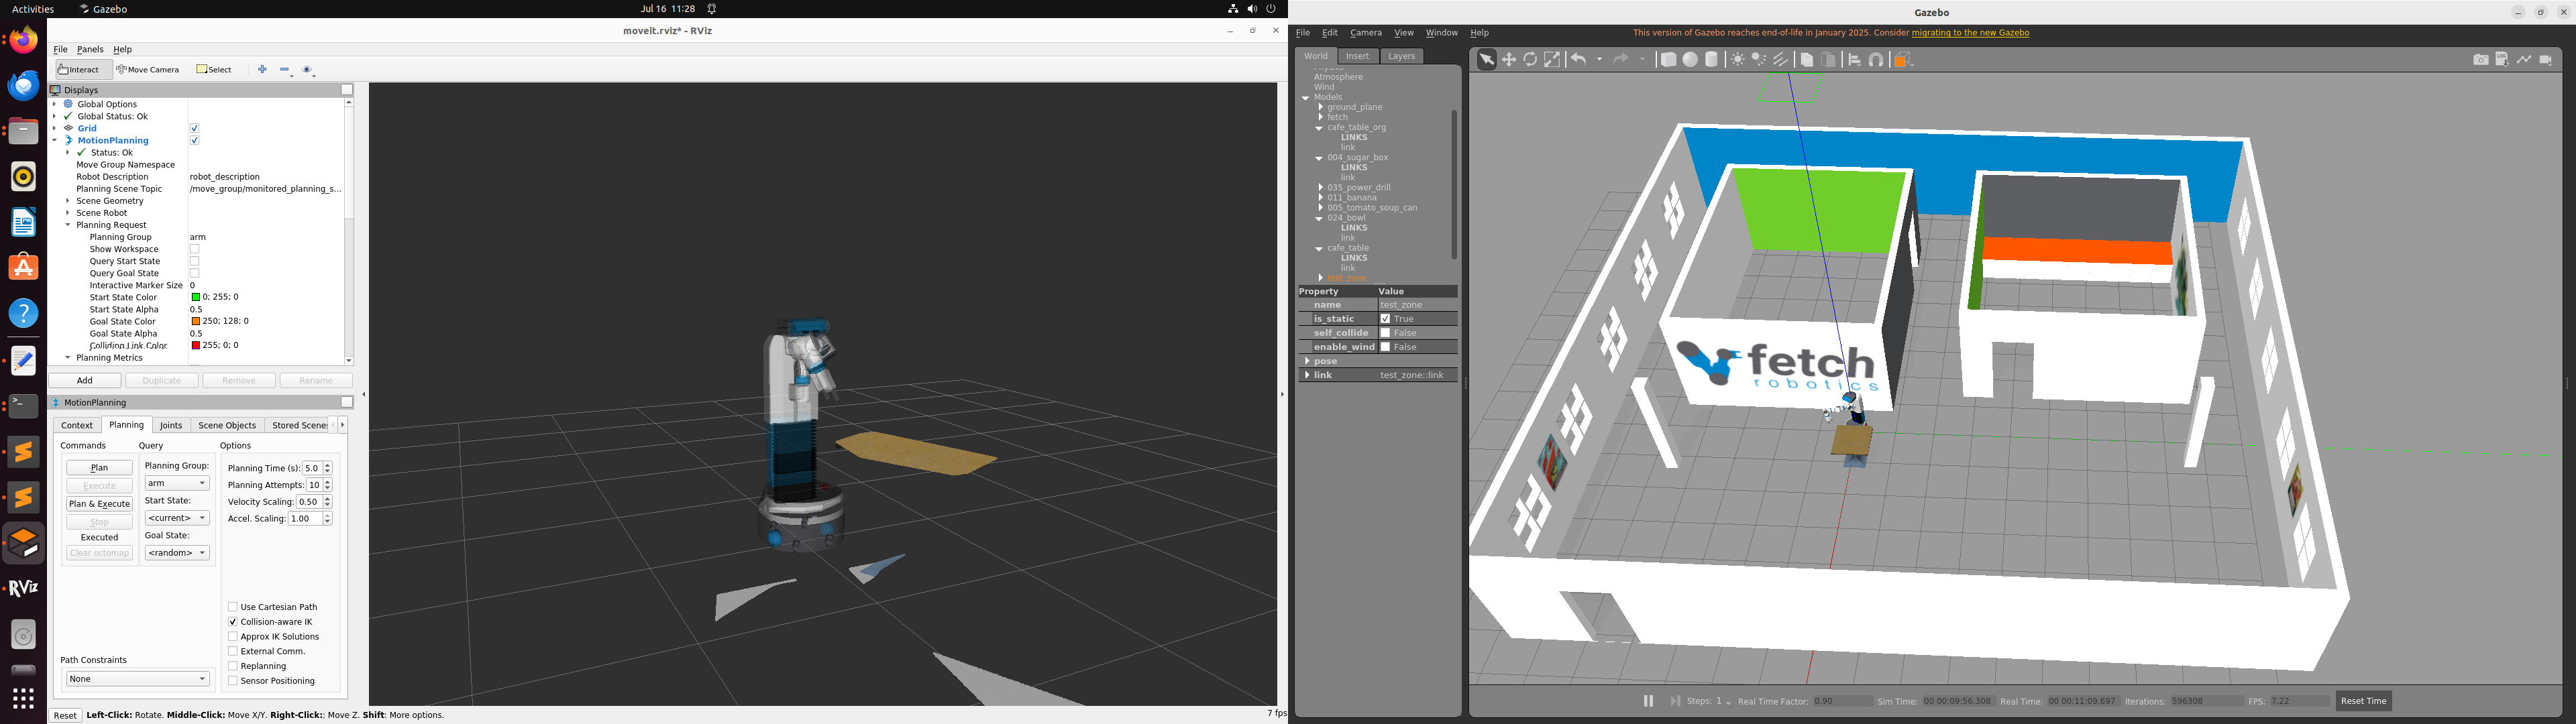 Activities
Gazebo
Jul 16 11:28
moveit.rviz* - RViz
File Panels Help
Interact Move Camera Select
Displays
Global Options
Global Status: Ok
Grid
MotionPlanning
Status: Ok
Move Group Namespace
Robot Description robot_description
Planning Scene Topic /move_group/monitored_planning_s...
Scene Geometry
Scene Robot
Planning Request
Planning Group arm
Show Workspace
Query Start State
Query Goal State
Interactive Marker Size 0
Start State Color 0; 255; 0
Start State Alpha 0.5
Goal State Color 250; 128; 0
Goal State Alpha 0.5
Colliding Link Color 255; 0; 0
Planning Metrics
Add Duplicate Remove Rename
MotionPlanning
Context Planning Joints Scene Objects Stored Scenes
Commands Query Options
Plan
Execute
Plan & Execute
Stop
Executed
Clear octomap
Planning Group:
arm
Start State:
<current>
Goal State:
<random>
Planning Time (s): 5.0
Planning Attempts: 10
Velocity Scaling: 0.50
Accel. Scaling: 1.00
Use Cartesian Path
Collision-aware IK
Approx IK Solutions
External Comm.
Replanning
Sensor Positioning
Path Constraints
None
Reset Left-Click: Rotate. Middle-Click: Move X/Y. Right-Click:: Move Z. Shift: More options.
7 fps
RViz
Gazebo
File Edit Camera View Window Help
This version of Gazebo reaches end-of-life in January 2025. Consider migrating to the new Gazebo
World Insert Layers
Atmosphere
Wind
Models
ground_plane
fetch
cafe_table_org
LINKS
link
004_sugar_box
LINKS
link
035_power_drill
011_banana
005_tomato_soup_can
024_bowl
LINKS
link
cafe_table
LINKS
link
test_zone
Property Value
name test_zone
is_static True
self_collide False
enable_wind False
pose
link test_zone::link
fetch
robotics
Steps: 1 Real Time Factor: 0.90 Sim Time: 00 00:09:56.308 Real Time: 00 00:11:09.697 Iterations: 596308 FPS: 7.22 Reset Time